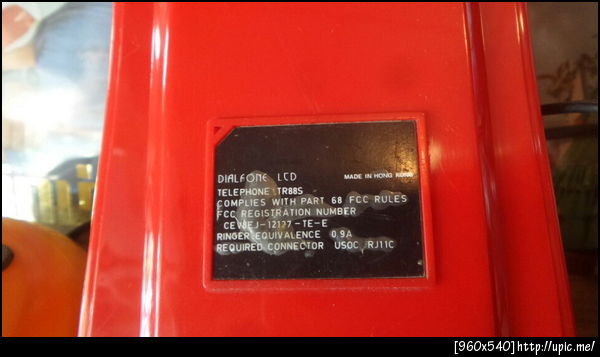 DIALFONE LTD
MADE IN HONG KONG
TELEPHONE TR88S
COMPLIES WITH PART 68 FCC RULES
FCC REGISTRATION NUMBER
RINGER EQUIVALENCE 0.9A
REQUIRED CONNECTOR USOC RJ11C
[960x540]http://upic.me/